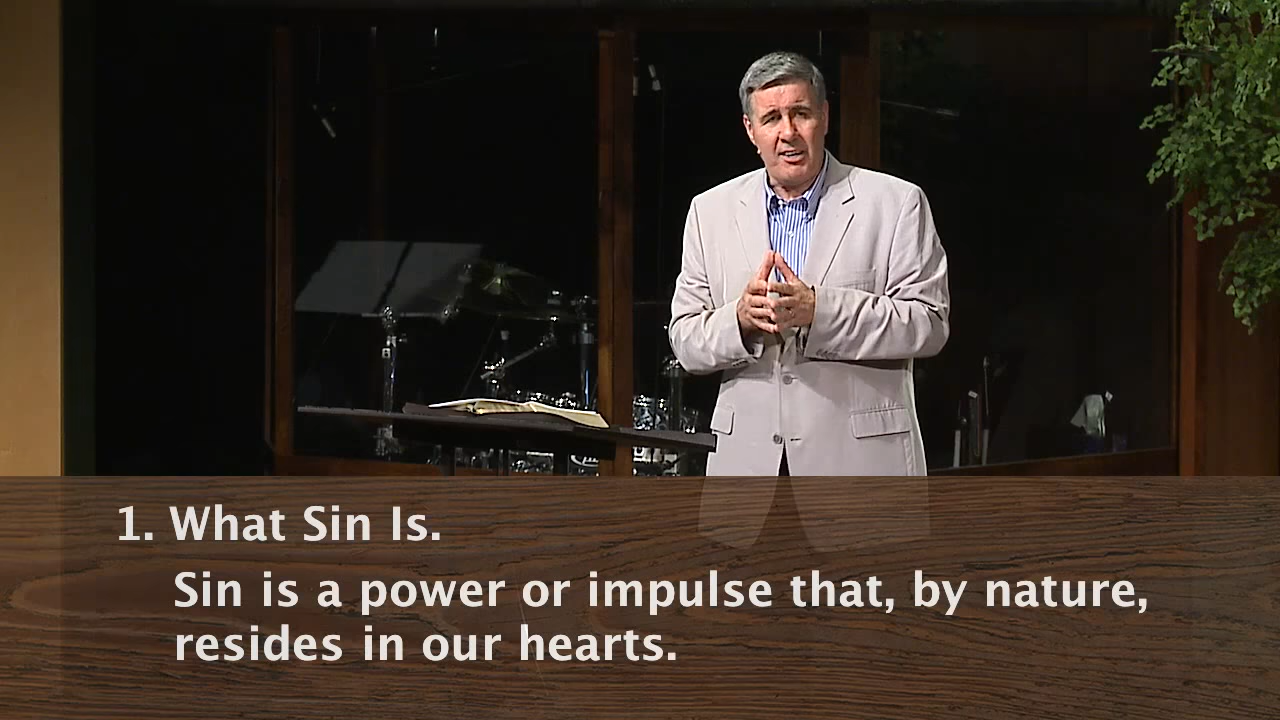 1. What Sin Is.
Sin is a power or impulse that, by nature,
resides in our hearts.